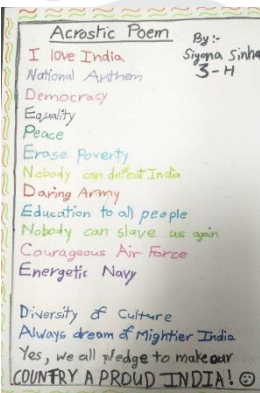 Acrostic Poem
By :-
Siyona Sinha
3-H
I love India
National Anthem
Democracy
Equality
Peace
Erase Poverty
Nobody can defeat India
Daring Army
Education to all people
Nobody can slave us again
Courageous Air Force
Energetic Navy
Diversity of Culture
Always dream of Mightier India
Yes, we all pledge to make our
COUNTRY A PROUD INDIA!